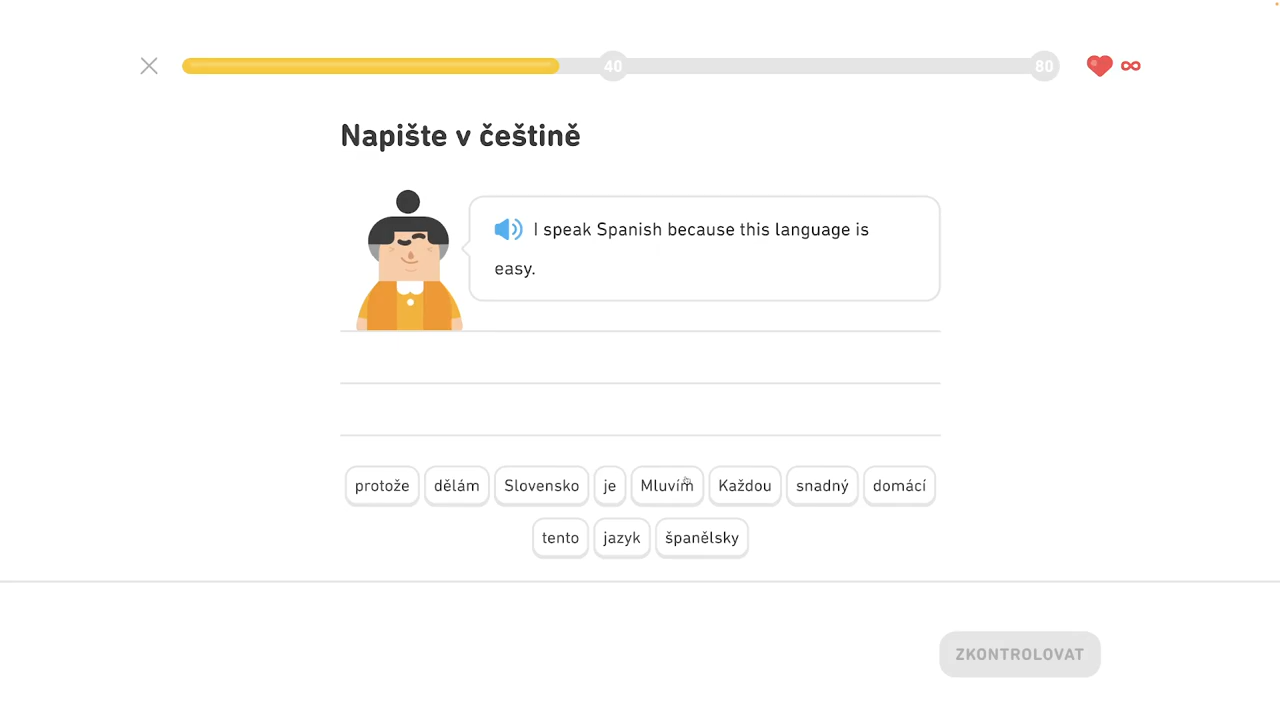 40 80 ∞
Napište v češtině
I speak Spanish because this language is
easy.
protože dělám Slovensko je Mluvím Každou snadný domácí
tento jazyk španělsky
ZKONTROLOVAT